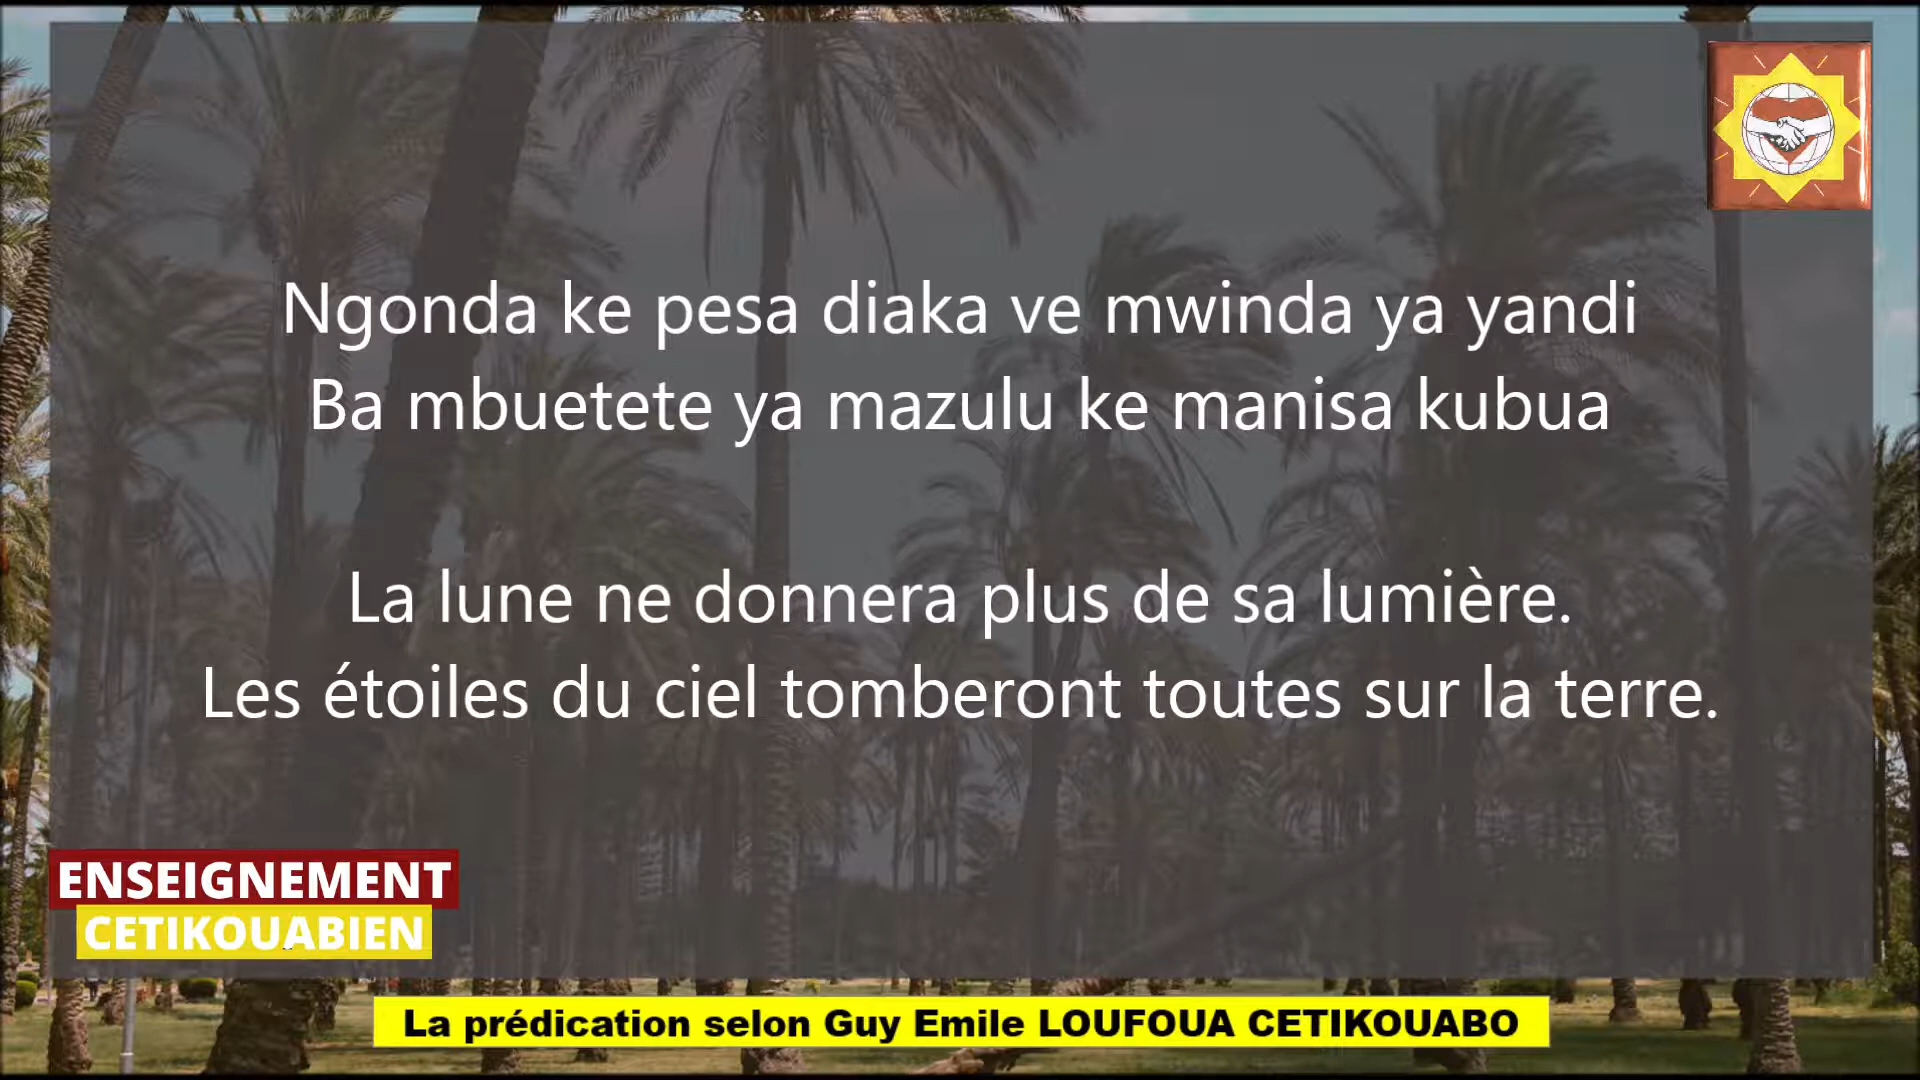 Ngonda ke pesa diaka ve mwinda ya yandi
Ba mbuetete ya mazulu ke manisa kubua
La lune ne donnera plus de sa lumière.
Les étoiles du ciel tomberont toutes sur la terre.
ENSEIGNEMENT
CETIKOUABIEN
La prédication selon Guy Emile LOUFOUA CETIKOUABO